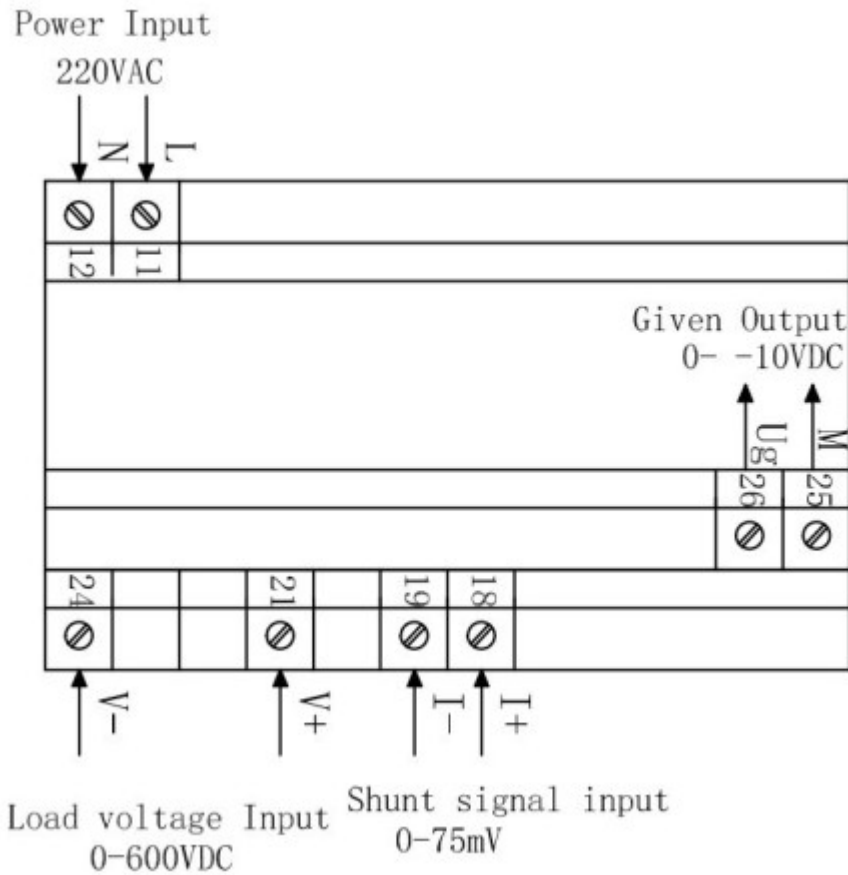 Power Input
220VAC
N L
12 11
Given Output
0- -10VDC
Ug M
26 25
24 21 19 18
V- V+ I- I+
Load voltage Input
0-600VDC
Shunt signal input
0-75mV